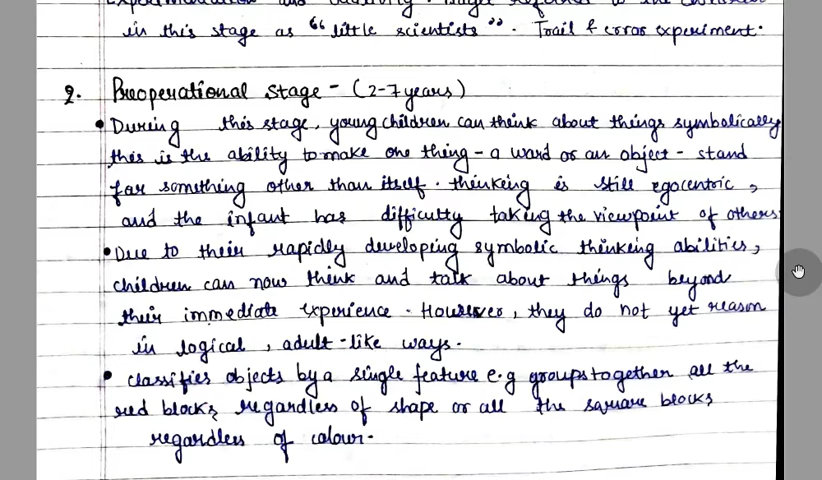 Experimentation and
in this stage as "little scientists". Trail & error experiment.
2. Preoperational stage - (2-7 years)
• During this stage, young children can think about things symbolically
this is the ability to make one thing - a word or an object - stand
for something other than itself. thinking is still egocentric,
and the infant has difficulty taking the viewpoint of others
• Due to their rapidly developing symbolic thinking abilities,
children can now think and talk about things beyond
their immediate experience. However, they do not yet reason
in logical, adult-like ways.
• classifies objects by a single feature e.g groups together all the
red blocks regardless of shape or all the square blocks
regardless of colour.